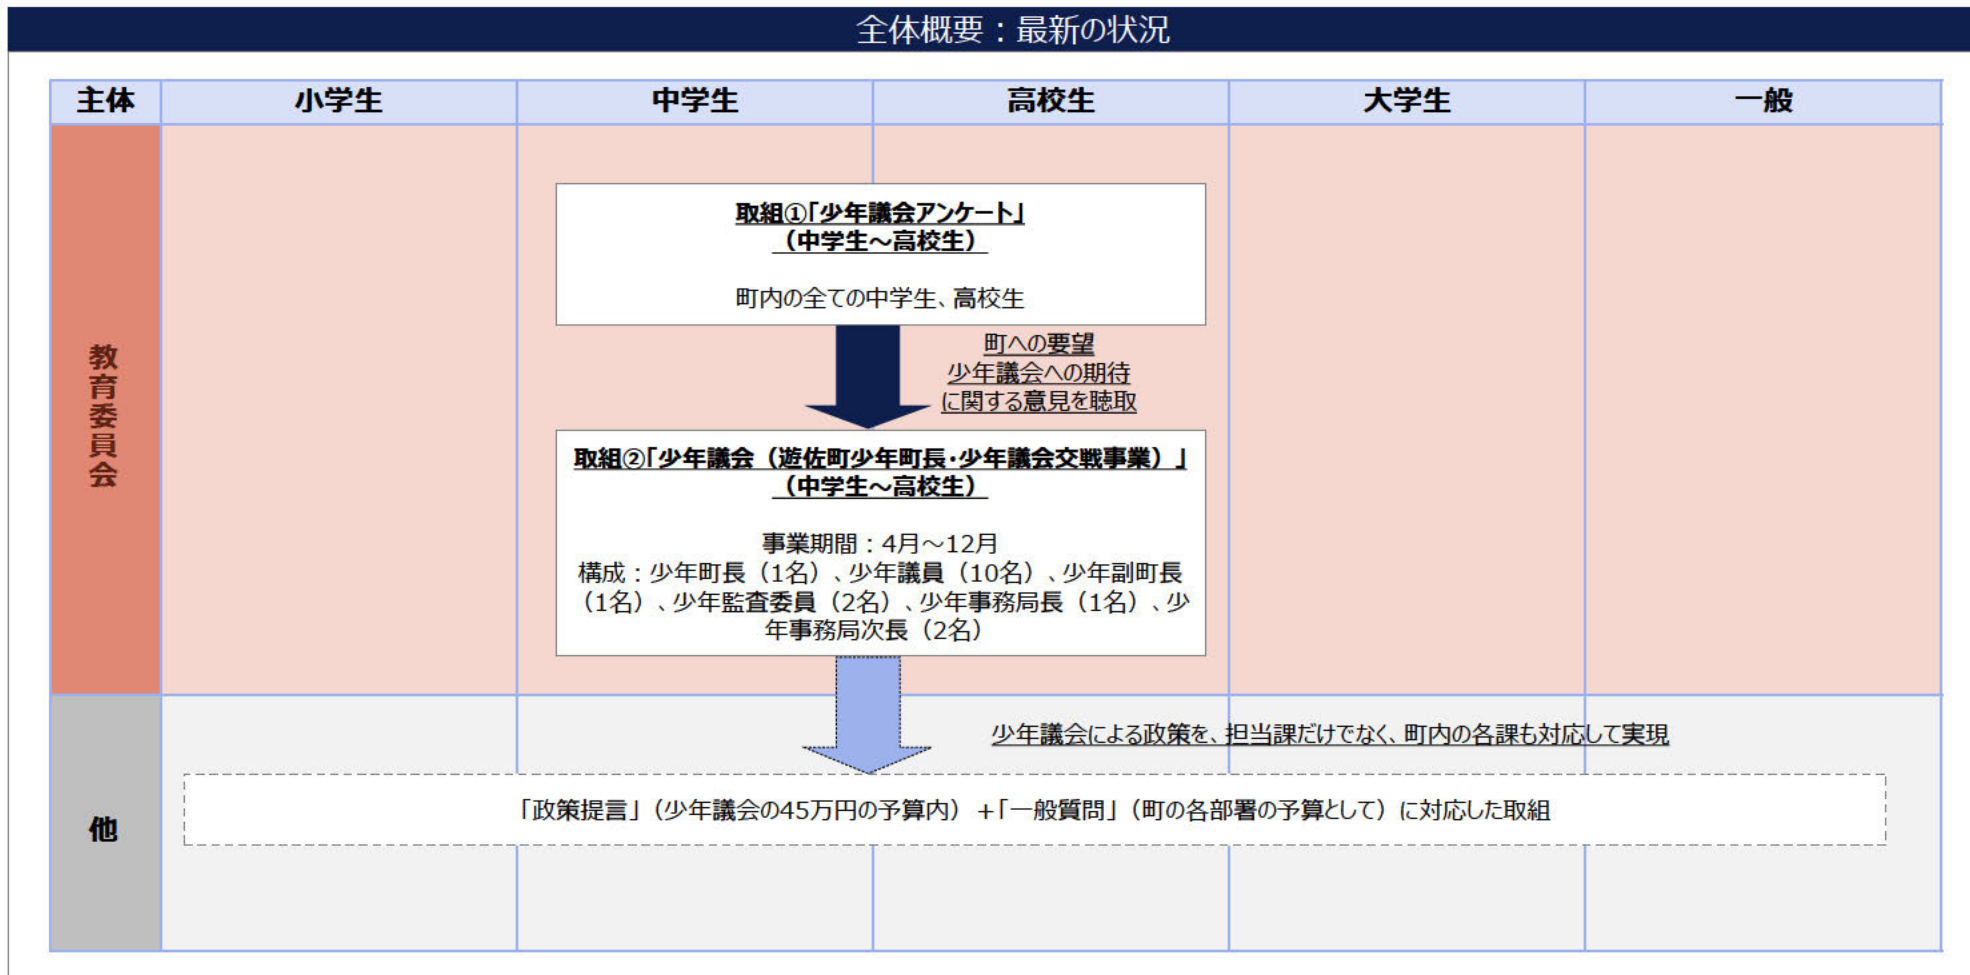 全体概要：最新の状況
主体
小学生
中学生
高校生
大学生
一般
教育委員会
取組①「少年議会アンケート」
（中学生～高校生）
町内の全ての中学生、高校生
町への要望
少年議会への期待
に関する意見を聴取
取組②「少年議会（遊佐町少年町長・少年議会交戦事業）」
（中学生～高校生）
事業期間：4月～12月
構成：少年町長（1名）、少年議員（10名）、少年副町長
（1名）、少年監査委員（2名）、少年事務局長（1名）、少
年事務局次長（2名）
他
少年議会による政策を、担当課だけでなく、町内の各課も対応して実現
「政策提言」（少年議会の45万円の予算内）+「一般質問」（町の各部署の予算として）に対応した取組